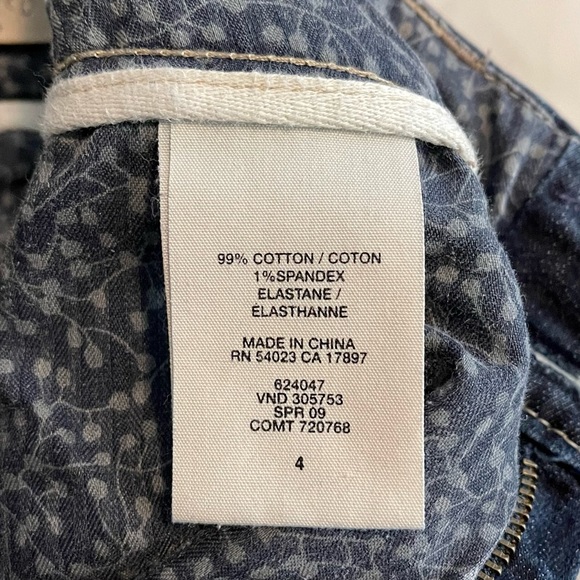 99% COTTON / COTON
1%SPANDEX
ELASTANE /
ÉLASTHANNE
MADE IN CHINA
RN 54023 CA 17897
624047
VND 305753
SPR 09
COMT 720768
4